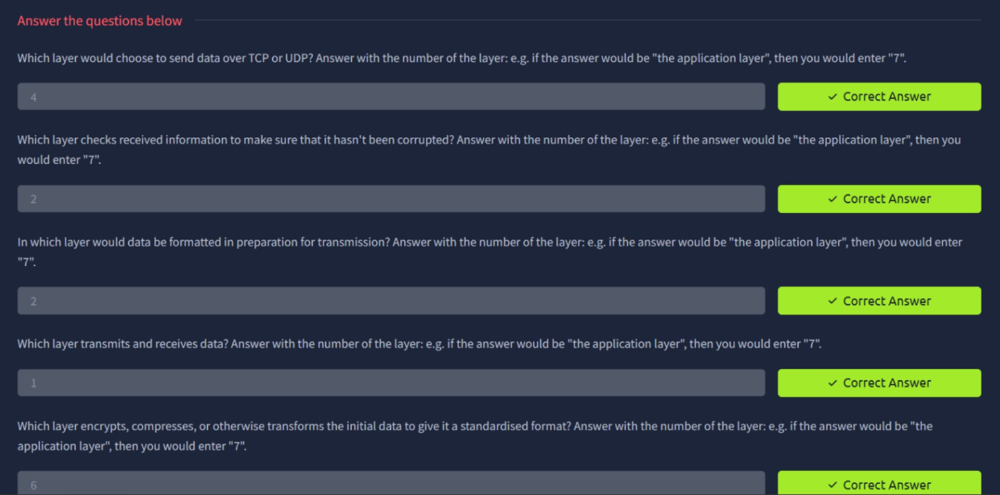 Answer the questions below
Which layer would choose to send data over TCP or UDP? Answer with the number of the layer: e.g. if the answer would be "the application layer", then you would enter "7".
4
✓ Correct Answer
Which layer checks received information to make sure that it hasn't been corrupted? Answer with the number of the layer: e.g. if the answer would be "the application layer", then you
would enter "7".
2
✓ Correct Answer
In which layer would data be formatted in preparation for transmission? Answer with the number of the layer: e.g. if the answer would be "the application layer", then you would enter
"7".
2
✓ Correct Answer
Which layer transmits and receives data? Answer with the number of the layer: e.g. if the answer would be "the application layer", then you would enter "7".
1
✓ Correct Answer
Which layer encrypts, compresses, or otherwise transforms the initial data to give it a standardised format? Answer with the number of the layer: e.g. if the answer would be "the
application layer", then you would enter "7".
6
✓ Correct Answer